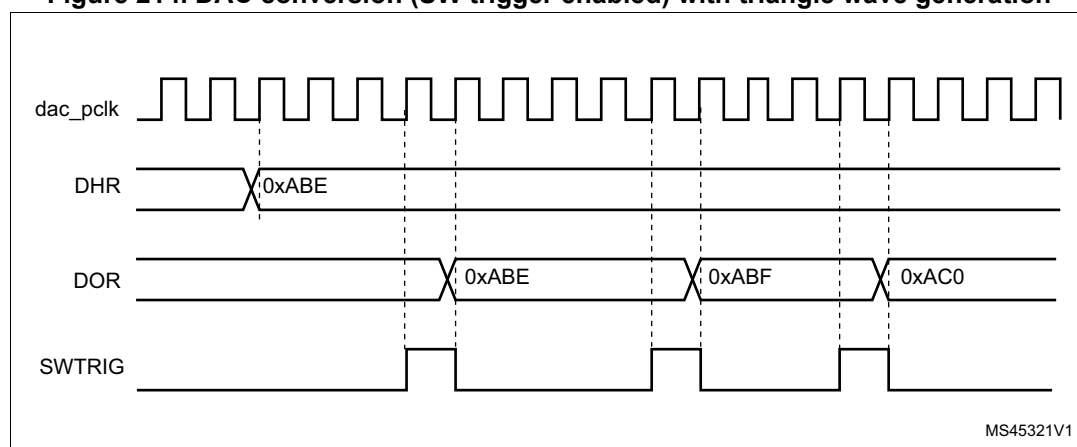 Figure 214. DAC conversion (SW trigger enabled) with triangle wave generation
dac_pclk
DHR
0xABE
DOR
0xABE
0xABF
0xAC0
SWTRIG
MS45321V1